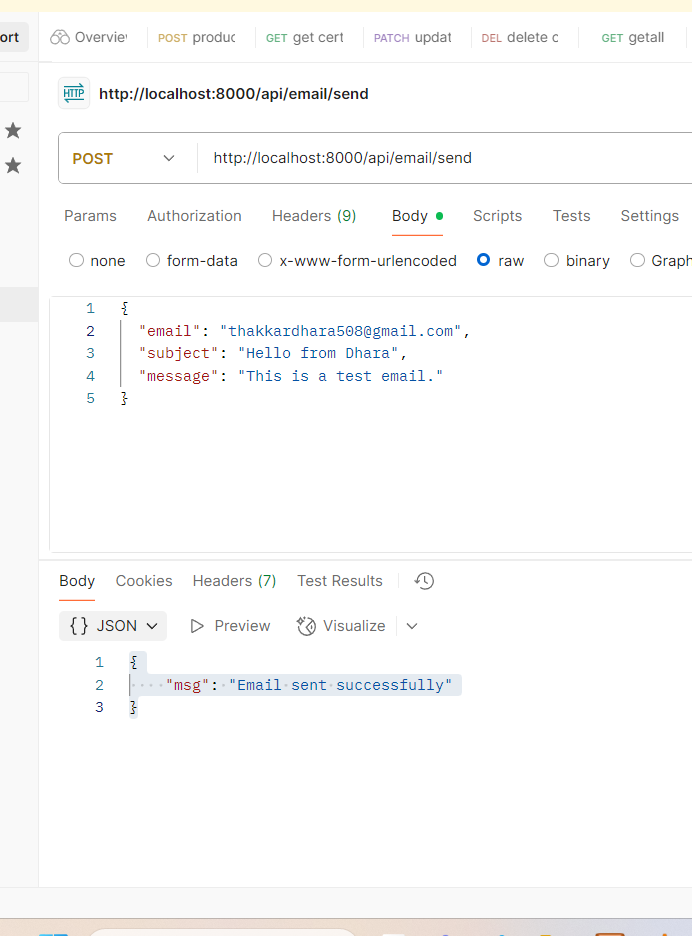 ort
Overview
POST produc
GET get cert
PATCH updat
DEL delete c
GET getall
HTTP
http://localhost:8000/api/email/send
POST
http://localhost:8000/api/email/send
Params Authorization Headers (9) Body Scripts Tests Settings
none form-data x-www-form-urlencoded raw binary Graph
1 {
2 "email": "thakkardhara508@gmail.com",
3 "subject": "Hello from Dhara",
4 "message": "This is a test email."
5 }
Body Cookies Headers (7) Test Results
{} JSON Preview Visualize
1 {
2 "msg": "Email sent successfully"
3 }